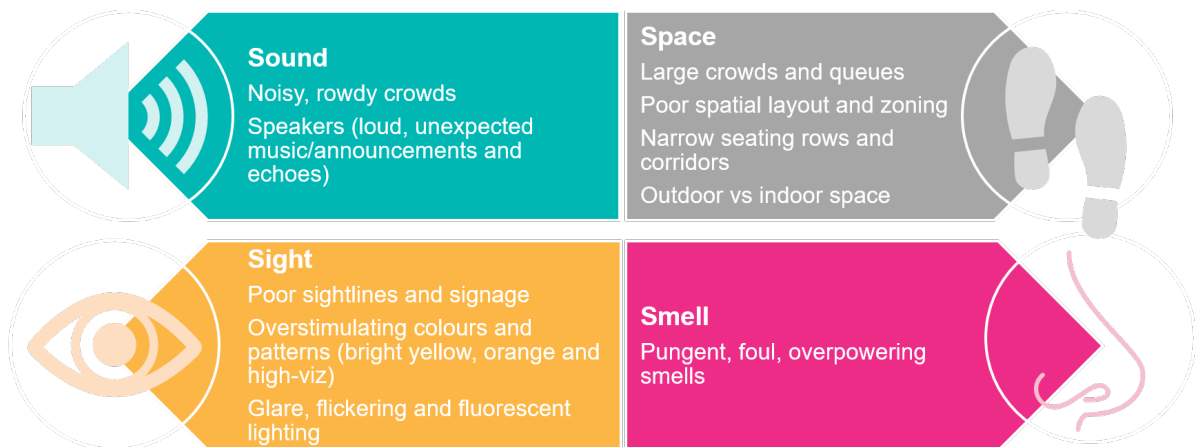 Sound
Noisy, rowdy crowds
Speakers (loud, unexpected
music/announcements and
echoes)
Space
Large crowds and queues
Poor spatial layout and zoning
Narrow seating rows and
corridors
Outdoor vs indoor space
Sight
Poor sightlines and signage
Overstimulating colours and
patterns (bright yellow, orange and
high-viz)
Glare, flickering and fluorescent
lighting
Smell
Pungent, foul, overpowering
smells